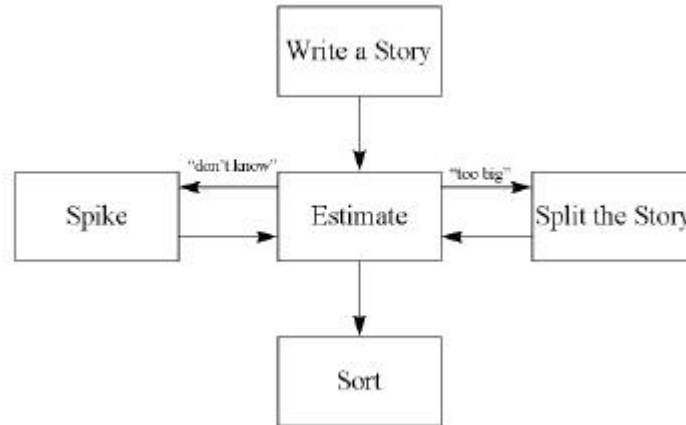 Write a Story
“don’t know”
“too big”
Spike
Estimate
Split the Story
Sort